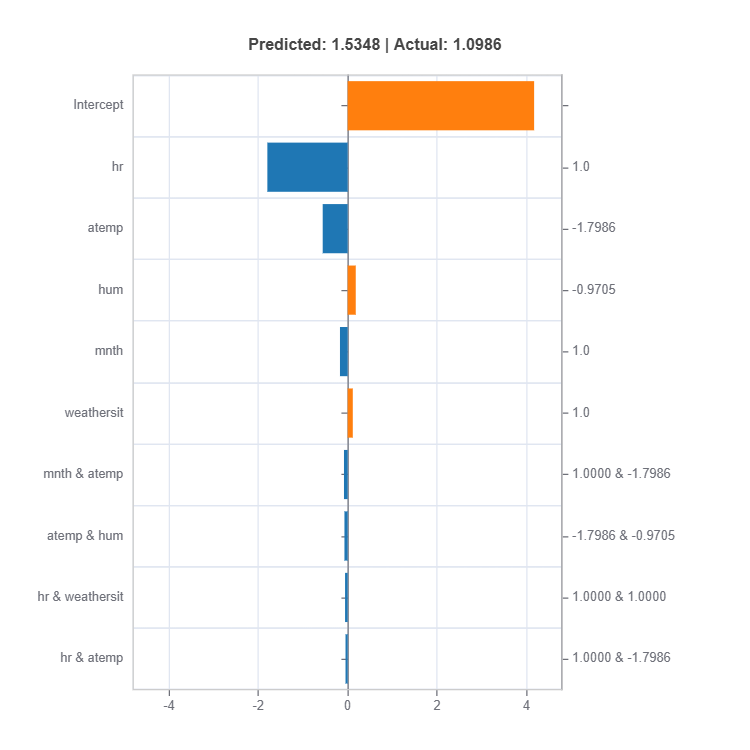 Predicted: 1.5348 | Actual: 1.0986
Intercept
hr 1.0
atemp -1.7986
hum -0.9705
mnth 1.0
weathersit 1.0
mnth & atemp 1.0000 & -1.7986
atemp & hum -1.7986 & -0.9705
hr & weathersit 1.0000 & 1.0000
hr & atemp 1.0000 & -1.7986
-4 -2 0 2 4